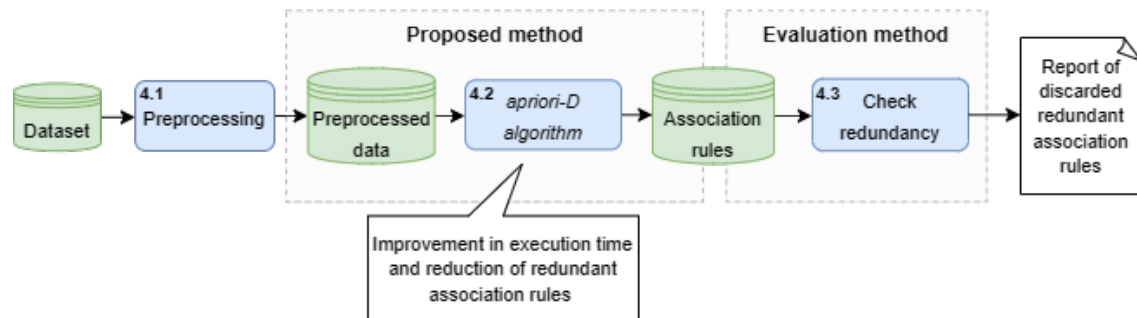 Proposed method
Evaluation method
Dataset
4.1
Preprocessing
Preprocessed
data
4.2
apriori-D
algorithm
Association
rules
4.3
Check
redundancy
Report of
discarded
redundant
association
rules
Improvement in execution time
and reduction of redundant
association rules